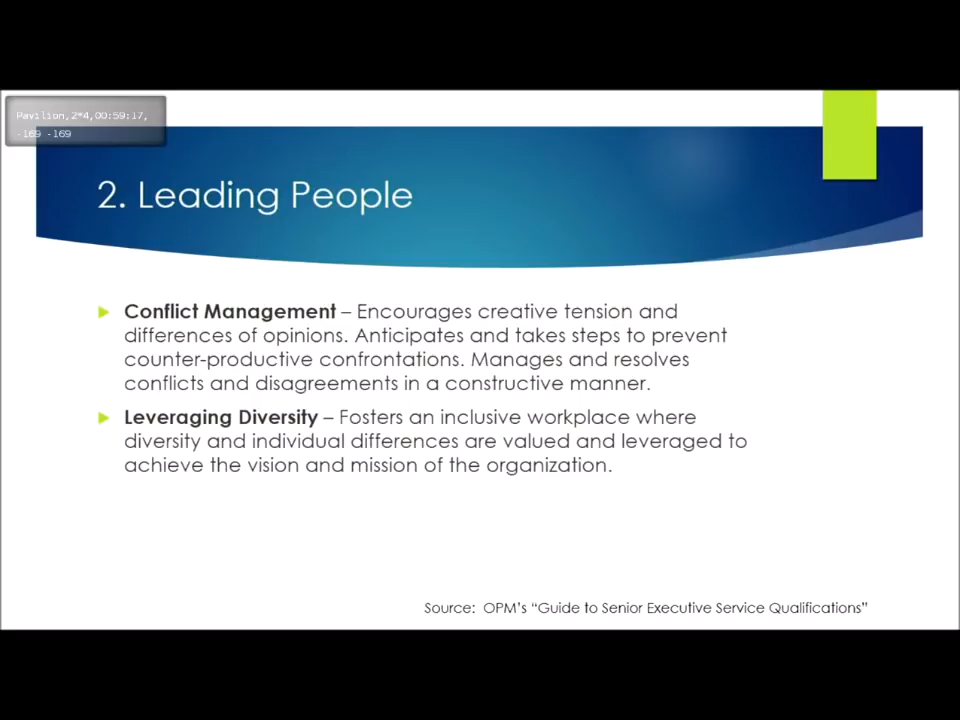 Pavilion,2*4,00:59:17,
-169 -169
2. Leading People
Conflict Management – Encourages creative tension and
differences of opinions. Anticipates and takes steps to prevent
counter-productive confrontations. Manages and resolves
conflicts and disagreements in a constructive manner.
Leveraging Diversity – Fosters an inclusive workplace where
diversity and individual differences are valued and leveraged to
achieve the vision and mission of the organization.
Source:  OPM's “Guide to Senior Executive Service Qualifications”